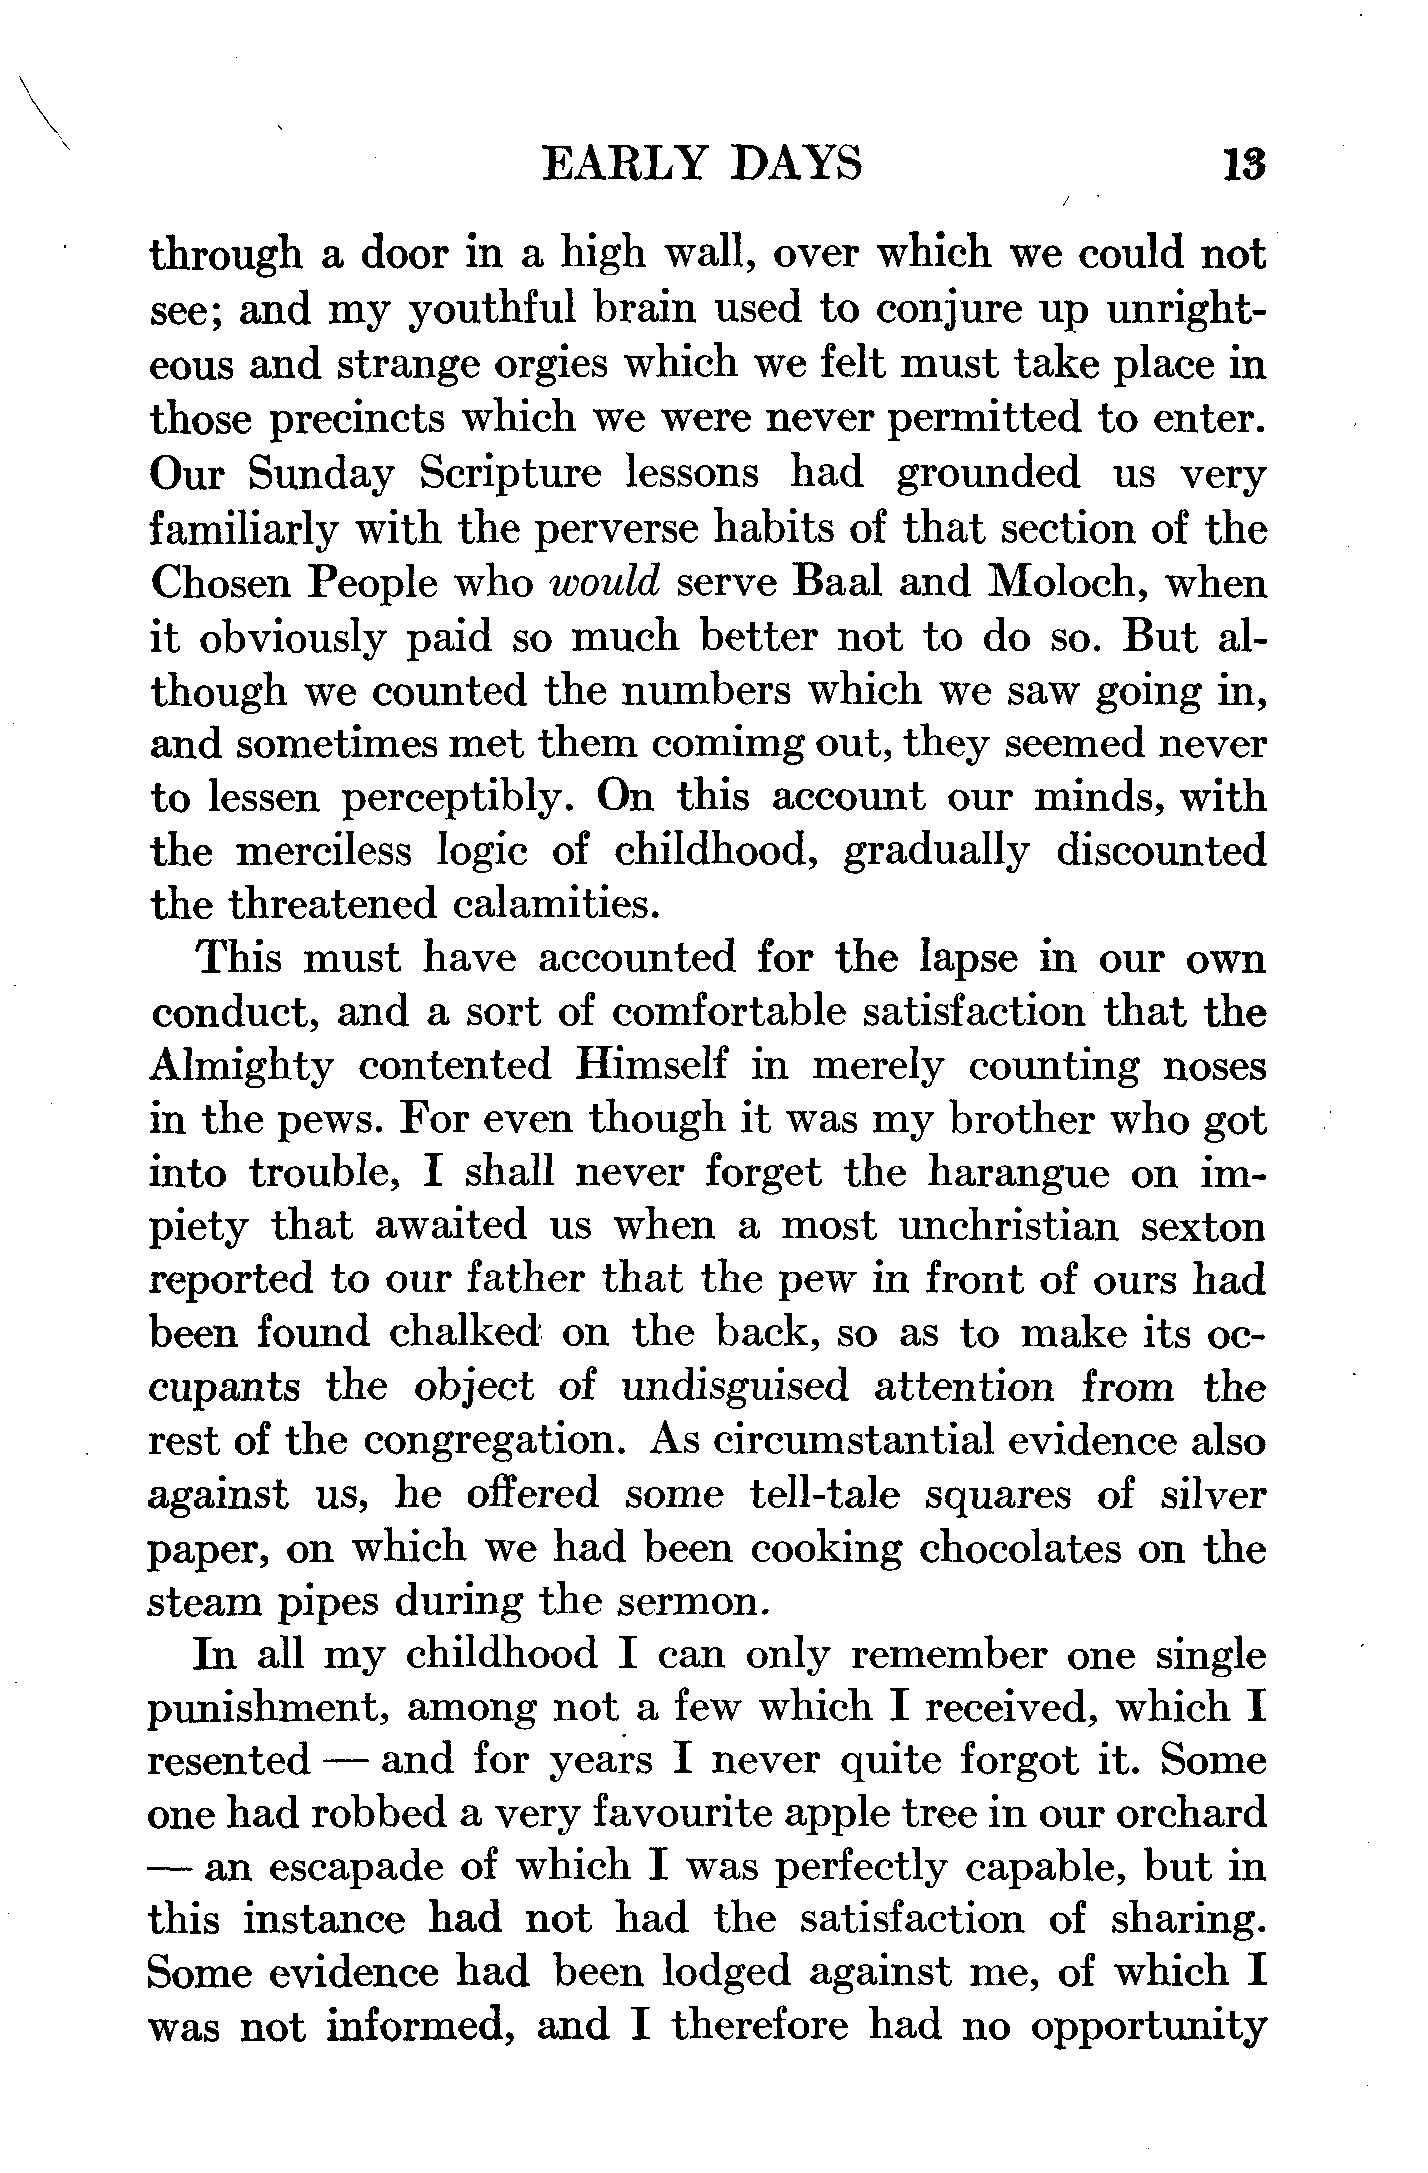 EARLY DAYS 13
through a door in a high wall, over which we could not
see; and my youthful brain used to conjure up unright-
eous and strange orgies which we felt must take place in
those precincts which we were never permitted to enter.
Our Sunday Scripture lessons had grounded us very
familiarly with the perverse habits of that section of the
Chosen People who would serve Baal and Moloch, when
it obviously paid so much better not to do so. But al-
though we counted the numbers which we saw going in,
and sometimes met them comimg out, they seemed never
to lessen perceptibly. On this account our minds, with
the merciless logic of childhood, gradually discounted
the threatened calamities.
This must have accounted for the lapse in our own
conduct, and a sort of comfortable satisfaction that the
Almighty contented Himself in merely counting noses
in the pews. For even though it was my brother who got
into trouble, I shall never forget the harangue on im-
piety that awaited us when a most unchristian sexton
reported to our father that the pew in front of ours had
been found chalked on the back, so as to make its oc-
cupants the object of undisguised attention from the
rest of the congregation. As circumstantial evidence also
against us, he offered some tell-tale squares of silver
paper, on which we had been cooking chocolates on the
steam pipes during the sermon.
In all my childhood I can only remember one single
punishment, among not a few which I received, which I
resented — and for years I never quite forgot it. Some
one had robbed a very favourite apple tree in our orchard
— an escapade of which I was perfectly capable, but in
this instance had not had the satisfaction of sharing.
Some evidence had been lodged against me, of which I
was not informed, and I therefore had no opportunity